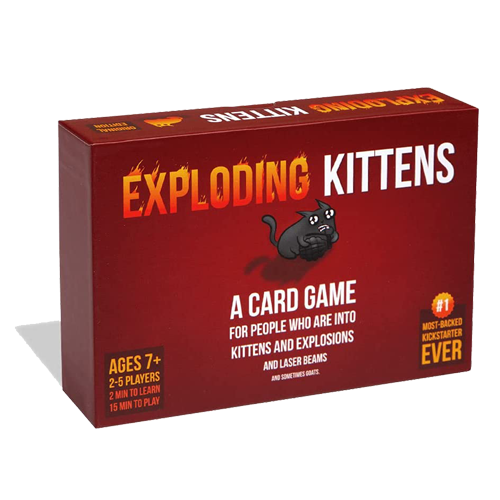 ORIGINAL
EDITION
EXPLODING KITTENS
EXPLODING KITTENS
A CARD GAME
FOR PEOPLE WHO ARE INTO
KITTENS AND EXPLOSIONS
AND LASER BEAMS
AND SOMETIMES GOATS.
AGES 7+
2-5 PLAYERS
2 MIN TO LEARN
15 MIN TO PLAY
#1
MOST-BACKED
KICKSTARTER
EVER